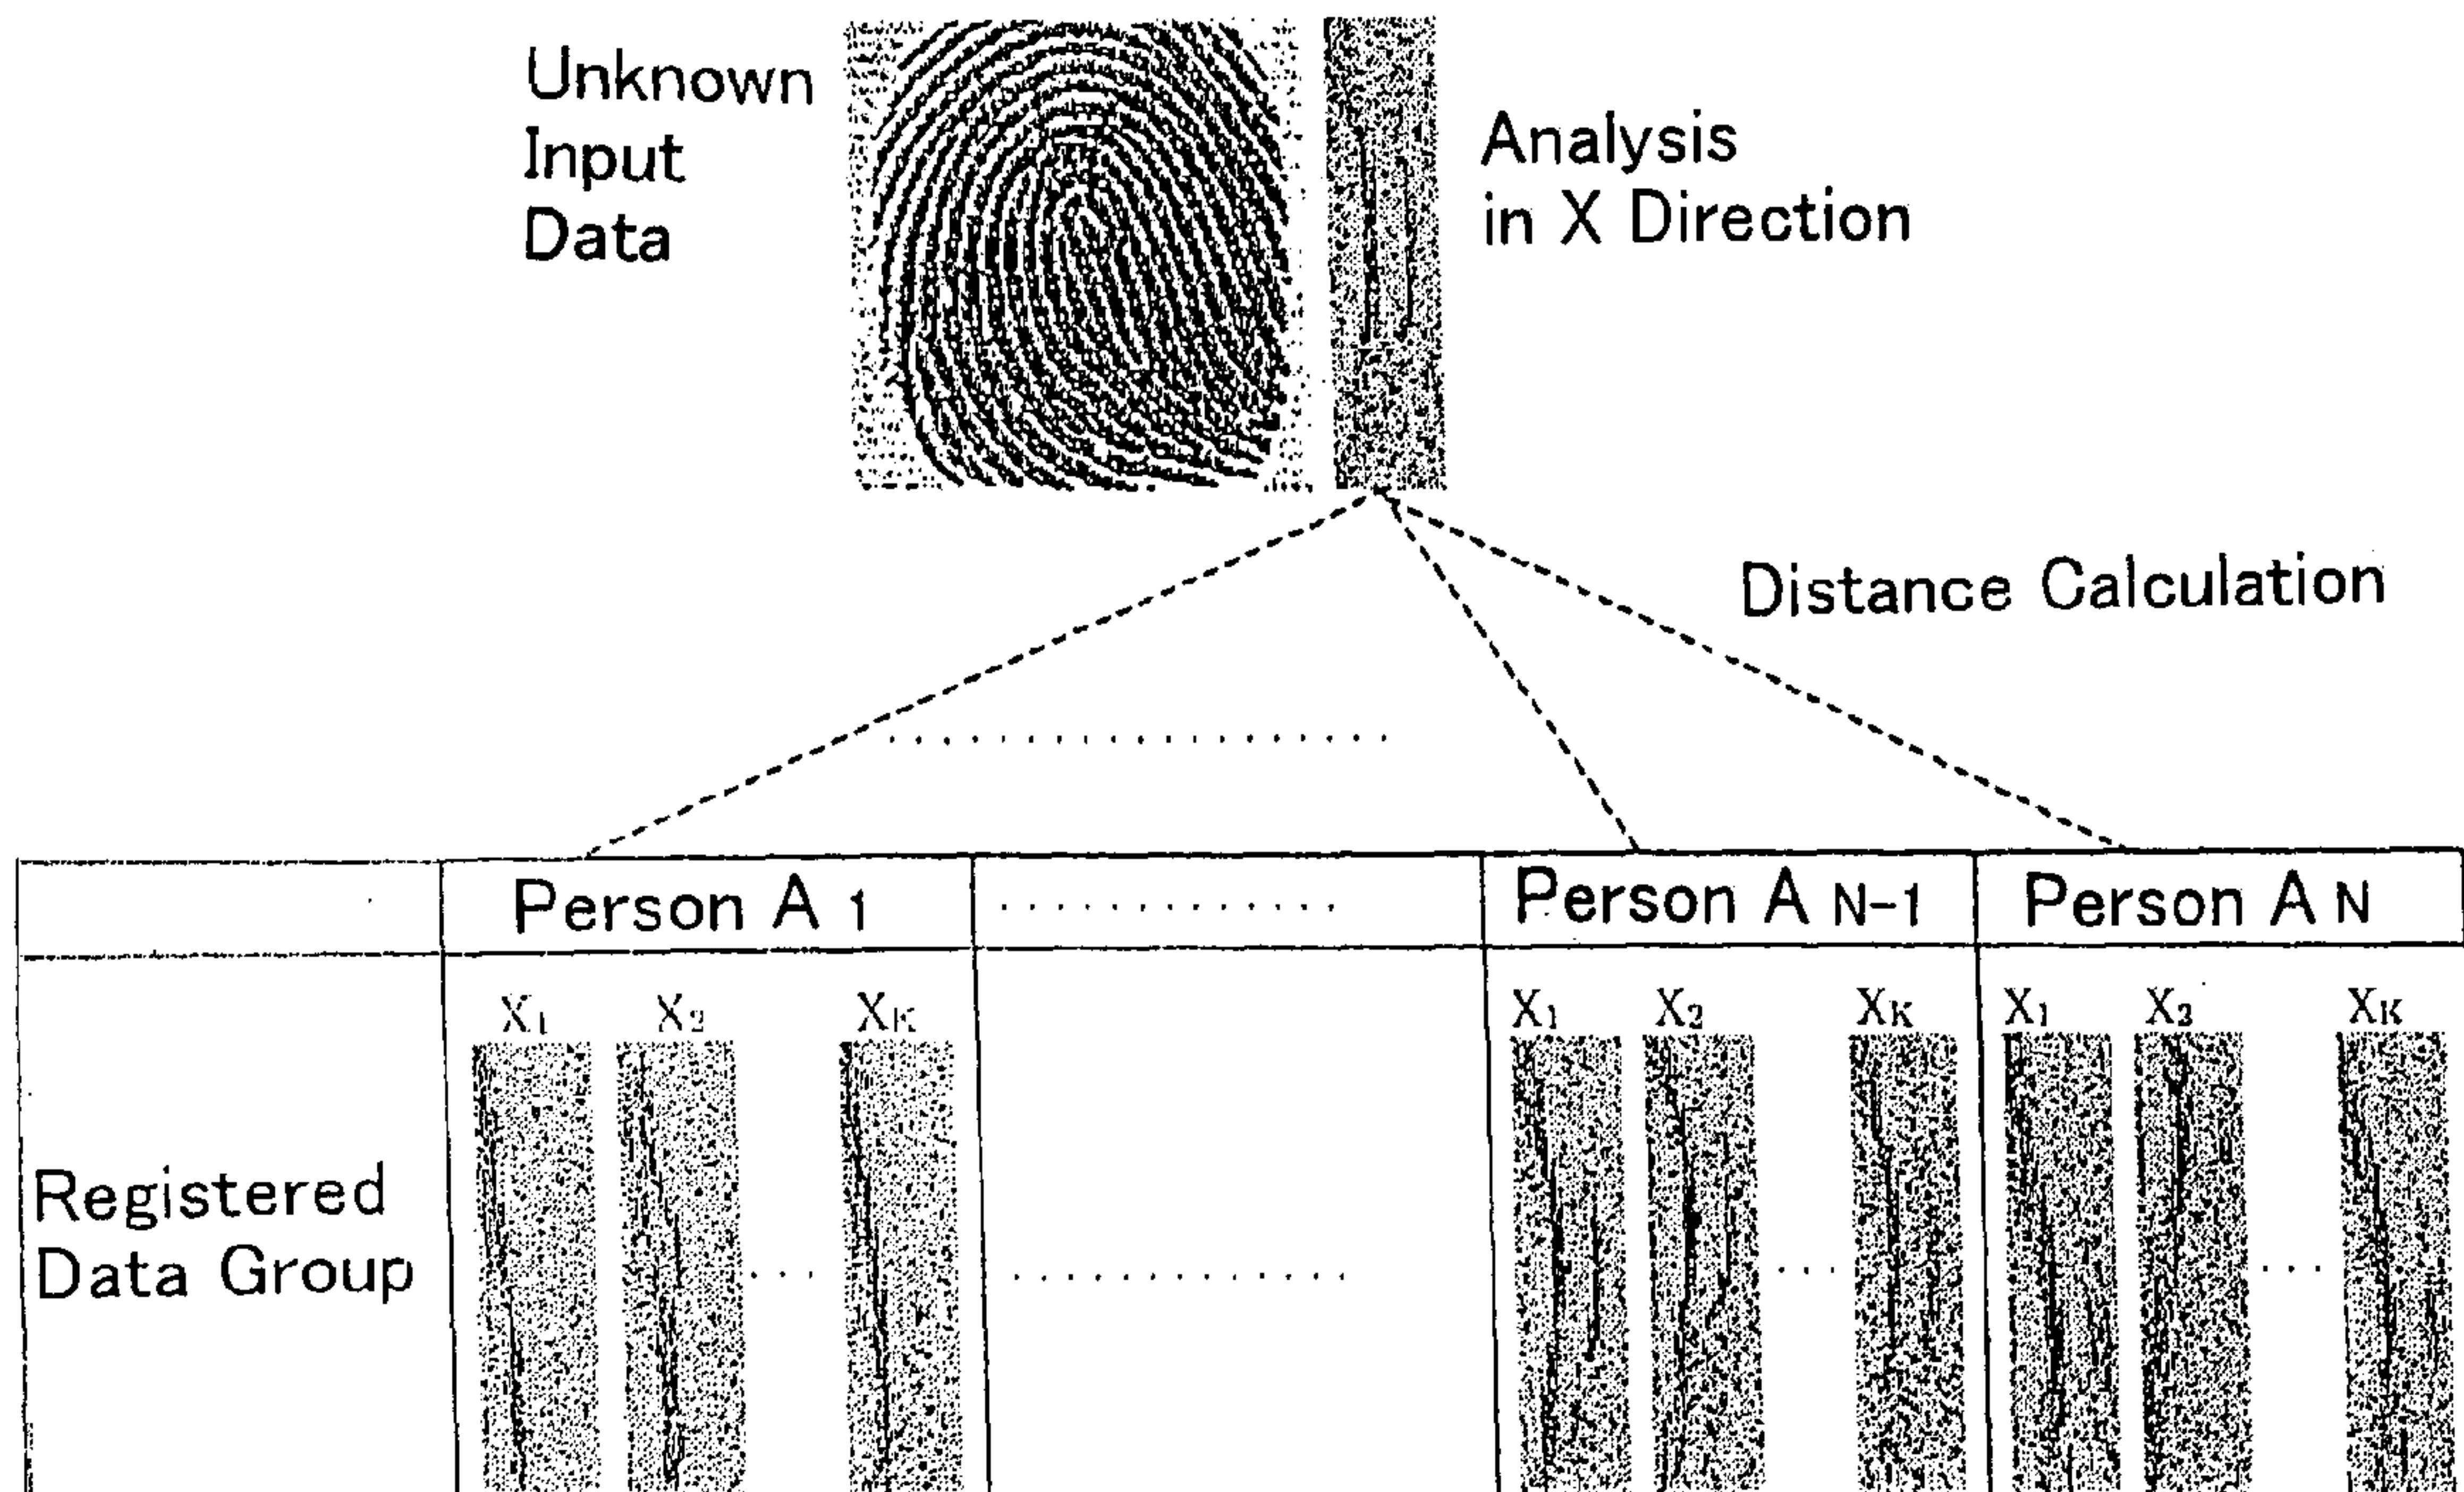 Unknown
Input
Data
Analysis
in X Direction
Distance Calculation
Person A 1 ............. Person A N-1 Person A N
X1 X2 XK X1 X2 XK X1 X2 XK
Registered
Data Group